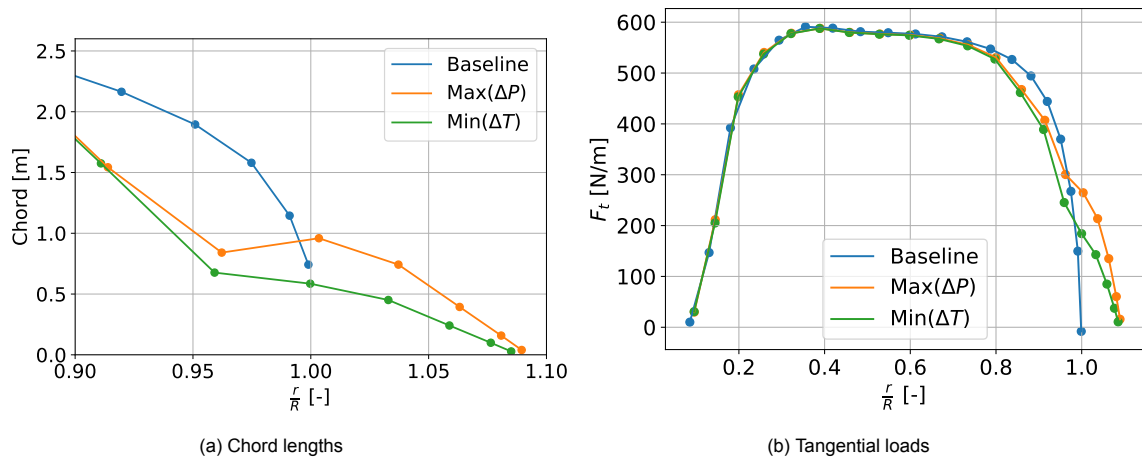 2.5
2.0
1.5
1.0
0.5
0.0
Chord [m]
0.90
0.95
1.00
1.05
1.10
r/R [-]
Baseline
Max(ΔP)
Min(ΔT)
(a) Chord lengths
600
500
400
300
200
100
0
F_t [N/m]
0.2
0.4
0.6
0.8
1.0
r/R [-]
Baseline
Max(ΔP)
Min(ΔT)
(b) Tangential loads